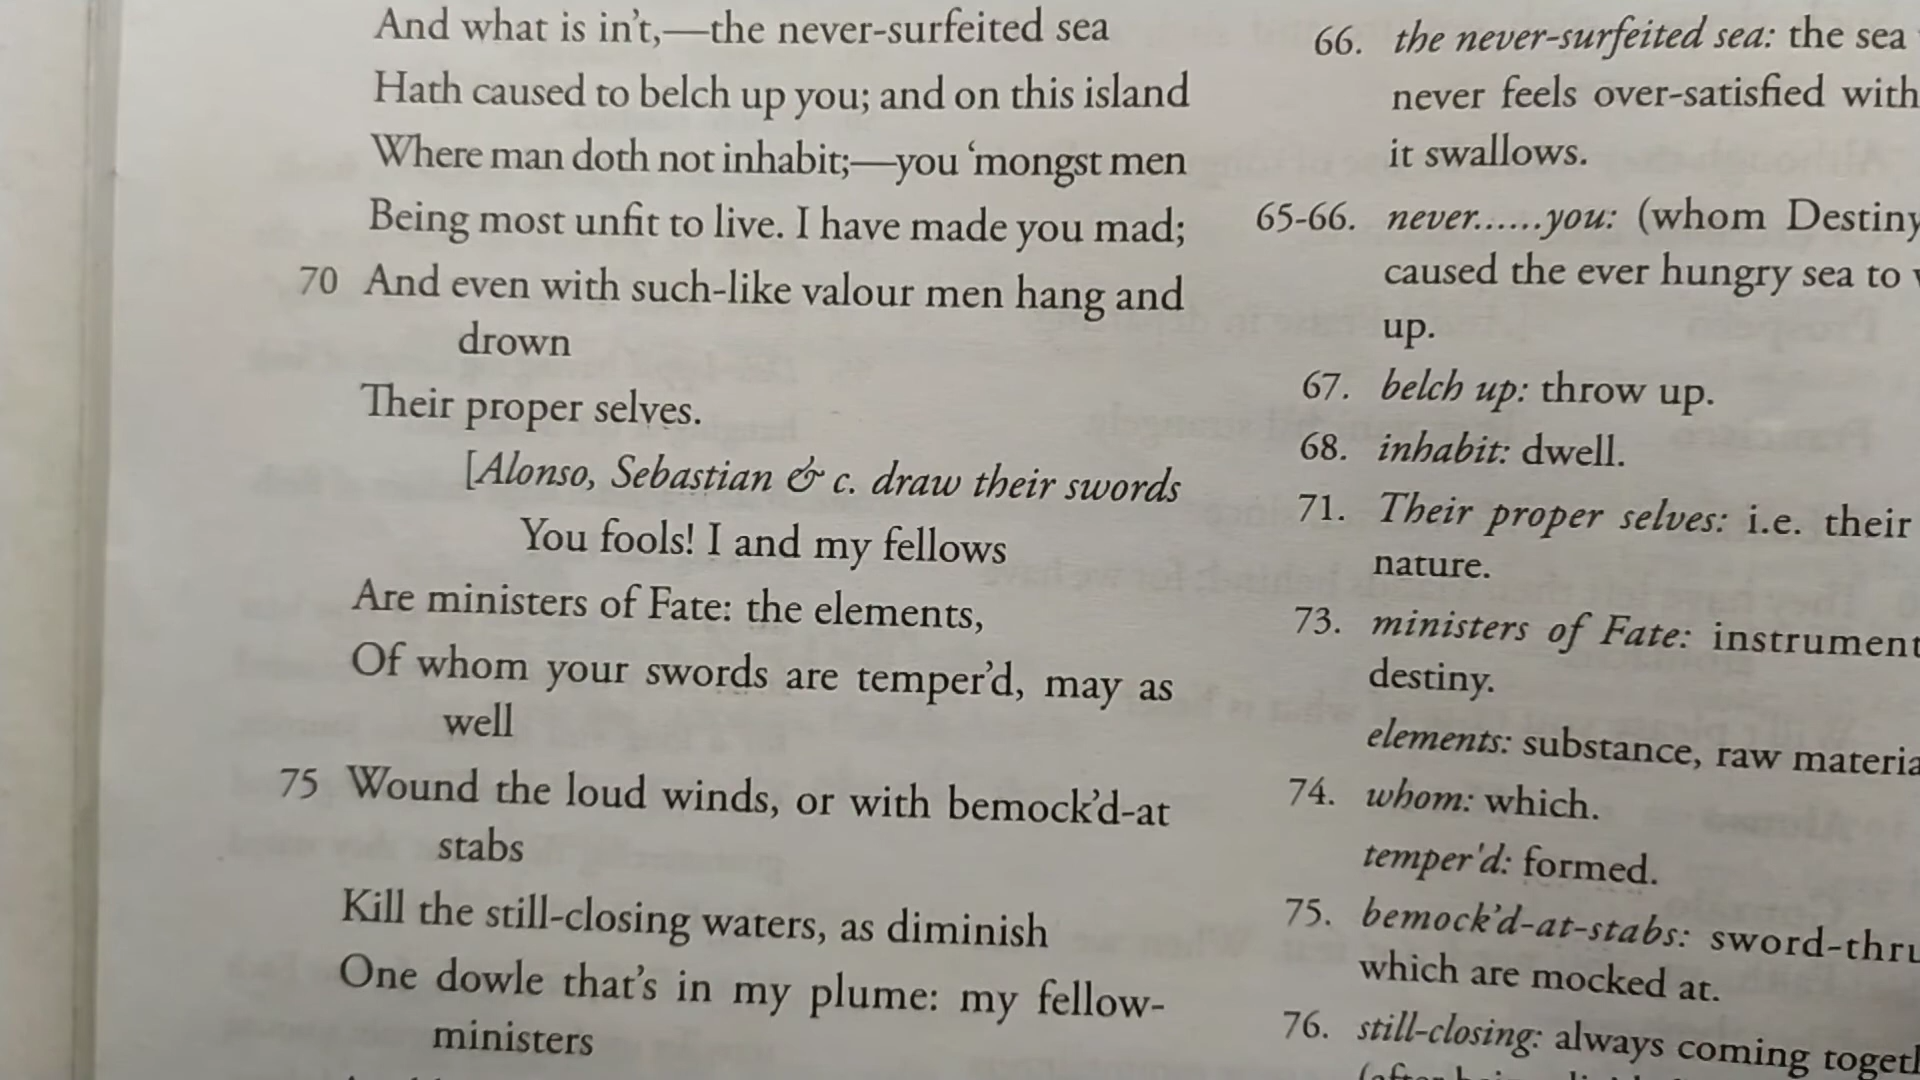 And what is in't,—the never-surfeited sea
Hath caused to belch up you; and on this island
Where man doth not inhabit;—you ‘mongst men
Being most unfit to live. I have made you mad;
70 And even with such-like valour men hang and
drown
Their proper selves.
[Alonso, Sebastian & c. draw their swords
You fools! I and my fellows
Are ministers of Fate: the elements,
Of whom your swords are temper'd, may as
well
75 Wound the loud winds, or with bemock'd-at
stabs
Kill the still-closing waters, as diminish
One dowle that's in my plume: my fellow-
ministers
66. the never-surfeited sea: the sea
never feels over-satisfied with
it swallows.
65-66. never......you: (whom Destiny
caused the ever hungry sea to
up.
67. belch up: throw up.
68. inhabit: dwell.
71. Their proper selves: i.e. their
nature.
73. ministers of Fate: instrument
destiny.
elements: substance, raw materia
74. whom: which.
temper'd: formed.
75. bemock'd-at-stabs: sword-thru
which are mocked at.
76. still-closing: always coming toget